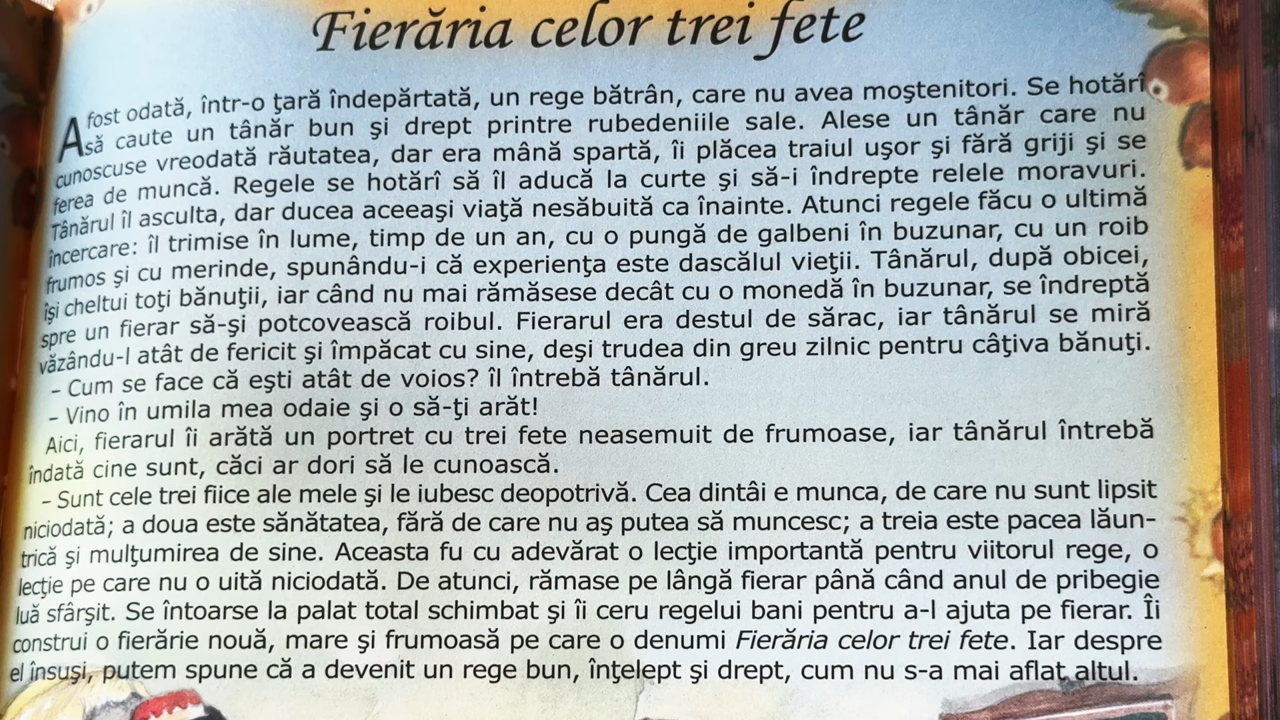 Fierăria celor trei fete
A fost odată, într-o ţară îndepărtată, un rege bătrân, care nu avea moştenitori. Se hotărî
să caute un tânăr bun şi drept printre rubedeniile sale. Alese un tânăr care nu
cunoscuse vreodată răutatea, dar era mână spartă, îi plăcea traiul uşor şi fără griji şi se
ferea de muncă. Regele se hotărî să îl aducă la curte şi să-i îndrepte relele moravuri.
Tânărul îl asculta, dar ducea aceeaşi viaţă nesăbuită ca înainte. Atunci regele făcu o ultimă
încercare: îl trimise în lume, timp de un an, cu o pungă de galbeni în buzunar, cu un roib
frumos şi cu merinde, spunându-i că experienţa este dascălul vieţii. Tânărul, după obicei,
îşi cheltui toţi bănuţii, iar când nu mai rămăsese decât cu o monedă în buzunar, se îndreptă
spre un fierar să-şi potcovească roibul. Fierarul era destul de sărac, iar tânărul se miră
văzându-l atât de fericit şi împăcat cu sine, deşi trudea din greu zilnic pentru câţiva bănuţi.
– Cum se face că eşti atât de voios? îl întrebă tânărul.
– Vino în umila mea odaie şi o să-ţi arăt!
Aici, fierarul îi arătă un portret cu trei fete neasemuit de frumoase, iar tânărul întrebă
îndată cine sunt, căci ar dori să le cunoască.
– Sunt cele trei fiice ale mele şi le iubesc deopotrivă. Cea dintâi e munca, de care nu sunt lipsit
niciodată; a doua este sănătatea, fără de care nu aş putea să muncesc; a treia este pacea lăun-
trică şi mulţumirea de sine. Aceasta fu cu adevărat o lecţie importantă pentru viitorul rege, o
lecţie pe care nu o uită niciodată. De atunci, rămase pe lângă fierar până când anul de pribegie
luă sfârşit. Se întoarse la palat total schimbat şi îi ceru regelui bani pentru a-l ajuta pe fierar. Îi
construi o fierărie nouă, mare şi frumoasă pe care o denumi Fierăria celor trei fete. Iar despre
el însuşi, putem spune că a devenit un rege bun, înţelept şi drept, cum nu s-a mai aflat altul.